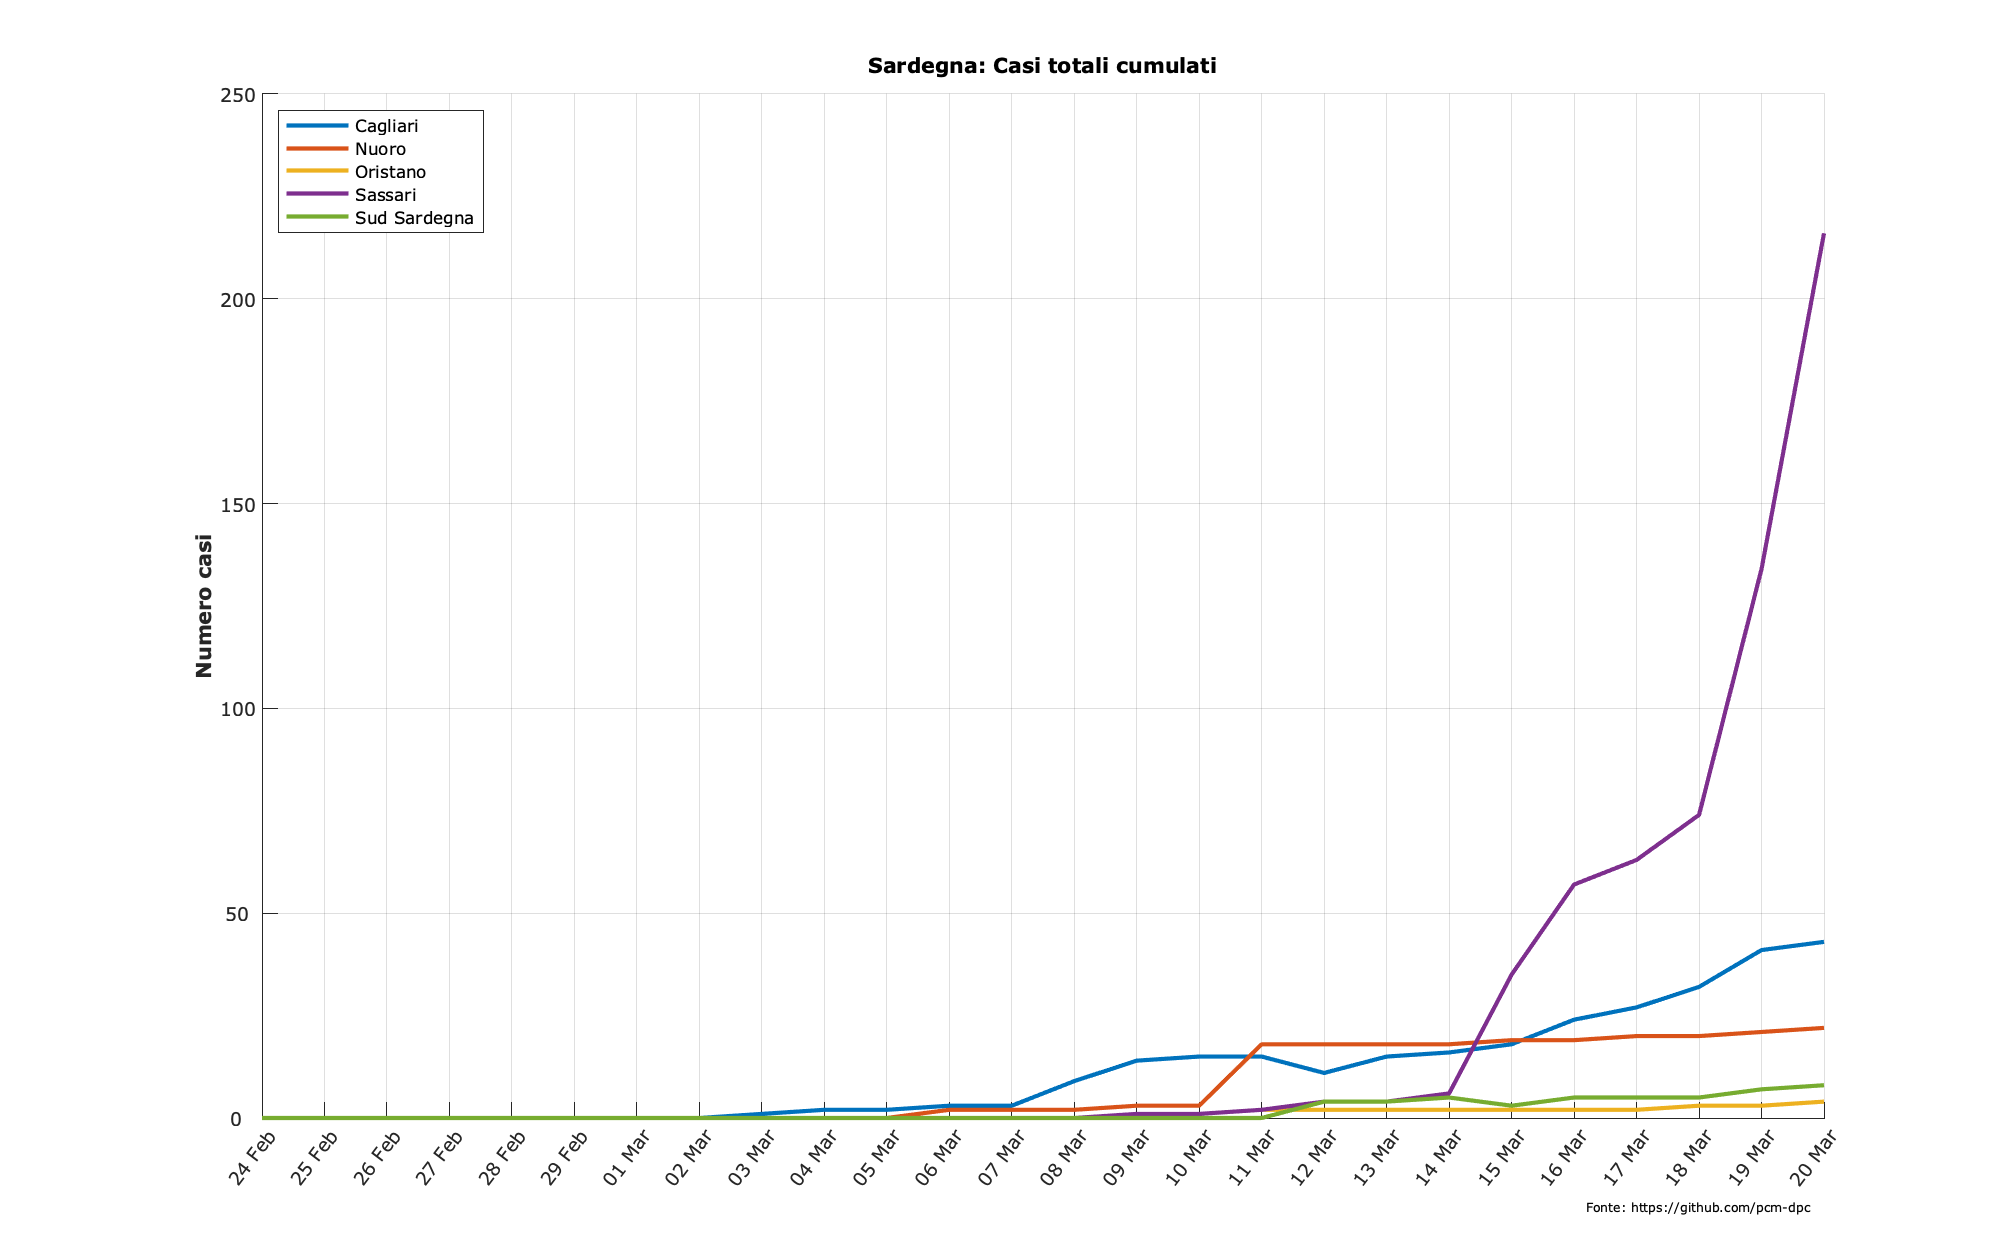 Sardegna: Casi totali cumulati
250
200
150
100
50
0
Numero casi
Cagliari
Nuoro
Oristano
Sassari
Sud Sardegna
24 Feb
25 Feb
26 Feb
27 Feb
28 Feb
29 Feb
01 Mar
02 Mar
03 Mar
04 Mar
05 Mar
06 Mar
07 Mar
08 Mar
09 Mar
10 Mar
11 Mar
12 Mar
13 Mar
14 Mar
15 Mar
16 Mar
17 Mar
18 Mar
19 Mar
20 Mar
Fonte: https://github.com/pcm-dpc